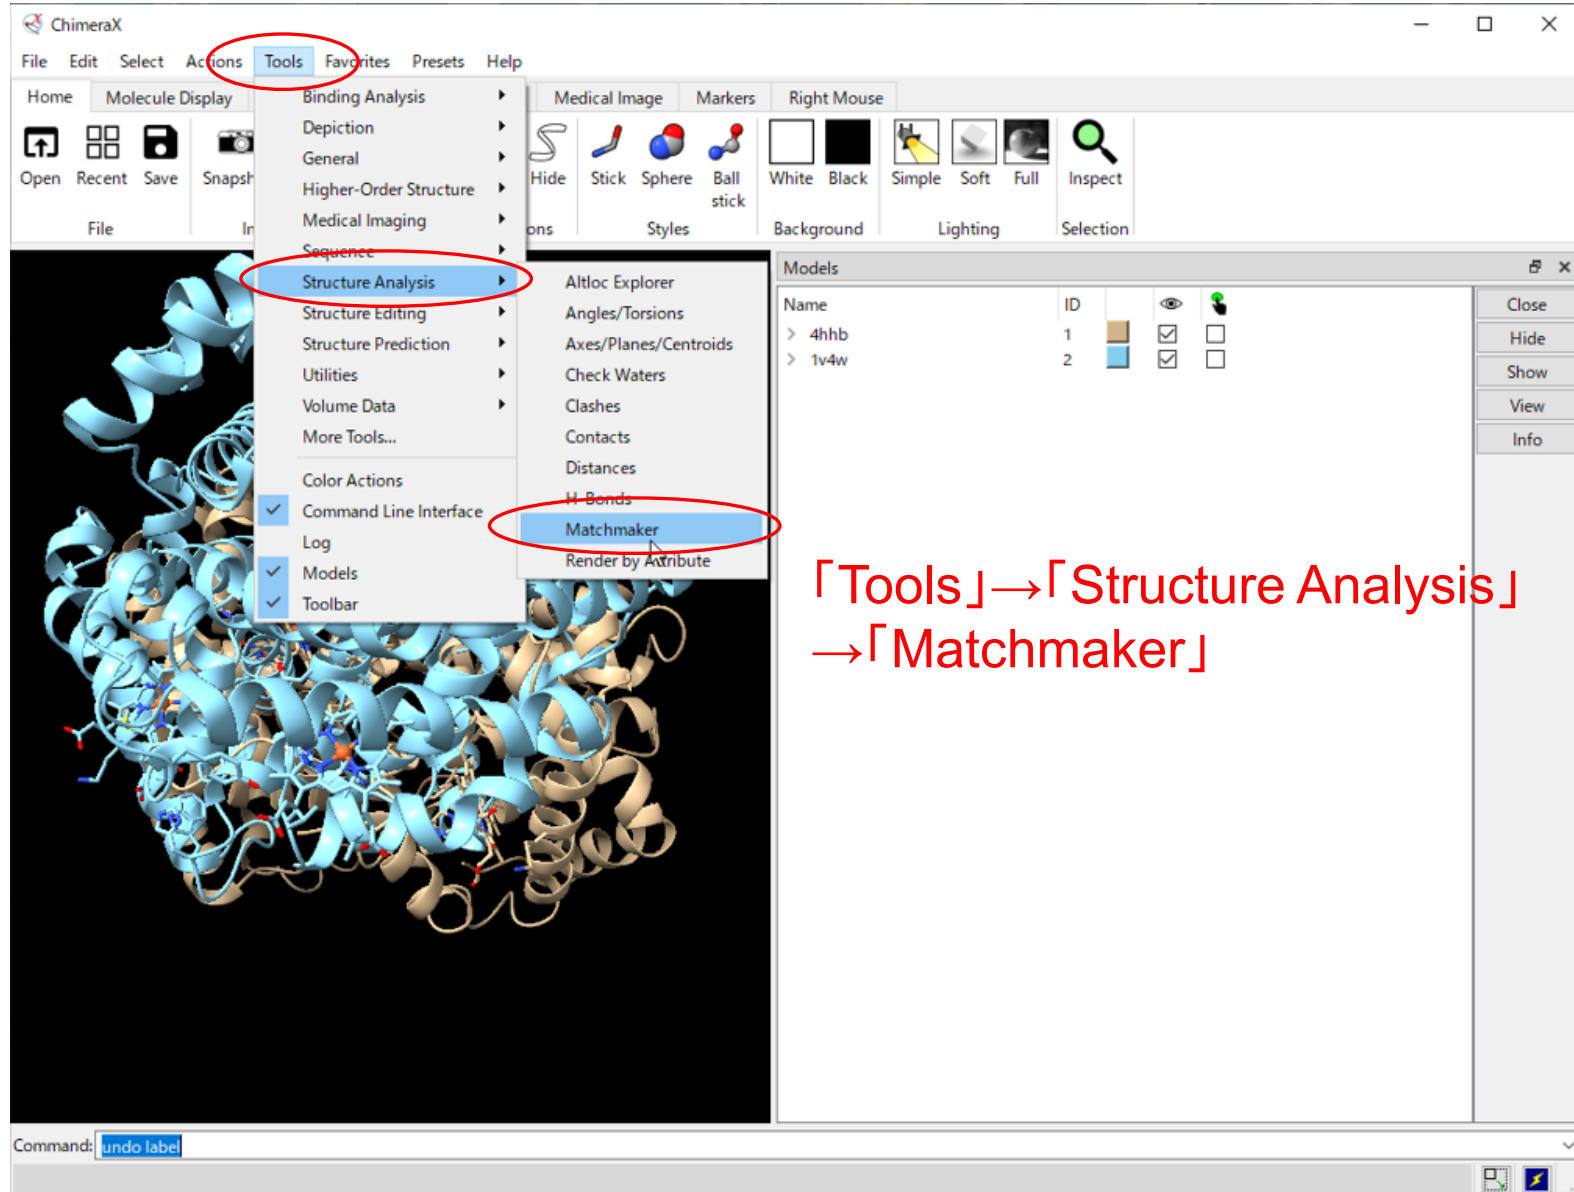 ChimeraX
File Edit Select Actions Tools Favorites Presets Help
Home Molecule Display Medical Image Markers Right Mouse
Open Recent Save Hide Stick Sphere Ball stick White Black Simple Soft Full Inspect
File Styles Background Lighting Selection
Binding Analysis
Depiction
General
Higher-Order Structure
Medical Imaging
Sequence
Structure Analysis
Structure Editing
Structure Prediction
Utilities
Volume Data
More Tools...
Color Actions
Command Line Interface
Log
Models
Toolbar
Altloc Explorer
Angles/Torsions
Axes/Planes/Centroids
Check Waters
Clashes
Contacts
Distances
H-Bonds
Matchmaker
Render by Attribute
Models
Name ID
4hhb 1
1v4w 2
Close
Hide
Show
View
Info
「Tools」→「Structure Analysis」
→「Matchmaker」
Command: undo label